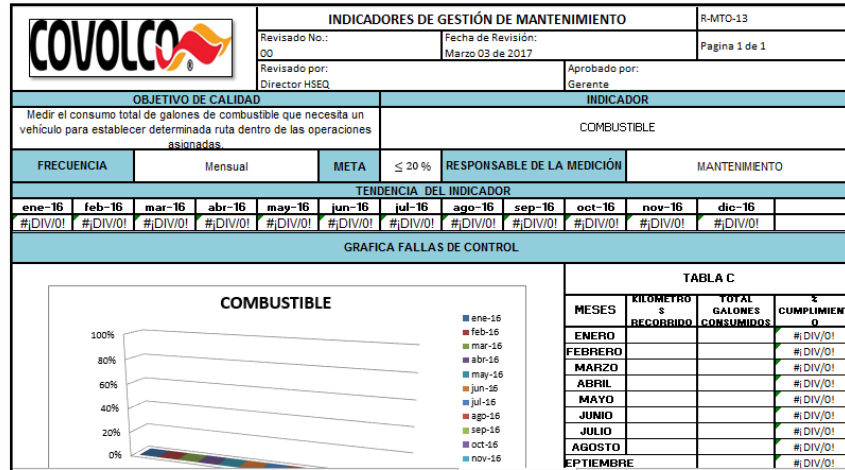 COVOLCO
®
INDICADORES DE GESTIÓN DE MANTENIMIENTO
R-MTO-13
Revisado No.:
00
Fecha de Revisión:
Marzo 03 de 2017
Pagina 1 de 1
Revisado por:
Director HSEQ
Aprobado por:
Gerente
OBJETIVO DE CALIDAD
INDICADOR
Medir el consumo total de galones de combustible que necesita un
vehículo para establecer determinada ruta dentro de las operaciones
asignadas.
COMBUSTIBLE
FRECUENCIA
Mensual
META
≤ 20 %
RESPONSABLE DE LA MEDICIÓN
MANTENIMIENTO
TENDENCIA DEL INDICADOR
ene-16 feb-16 mar-16 abr-16 may-16 jun-16 jul-16 ago-16 sep-16 oct-16 nov-16 dic-16
#¡DIV/0! #¡DIV/0! #¡DIV/0! #¡DIV/0! #¡DIV/0! #¡DIV/0! #¡DIV/0! #¡DIV/0! #¡DIV/0! #¡DIV/0! #¡DIV/0! #¡DIV/0!
GRAFICA FALLAS DE CONTROL
COMBUSTIBLE
100%
80%
60%
40%
20%
0%
ene-16
feb-16
mar-16
abr-16
may-16
jun-16
jul-16
ago-16
sep-16
oct-16
nov-16
TABLA C
MESES
KILOMETRO
S
RECORRIDO
TOTAL
GALONES
CONSUMIDOS
%
CUMPLIMIENT
O
ENERO #¡DIV/0!
FEBRERO #¡DIV/0!
MARZO #¡DIV/0!
ABRIL #¡DIV/0!
MAYO #¡DIV/0!
JUNIO #¡DIV/0!
JULIO #¡DIV/0!
AGOSTO #¡DIV/0!
EPTIEMBRE #¡DIV/0!